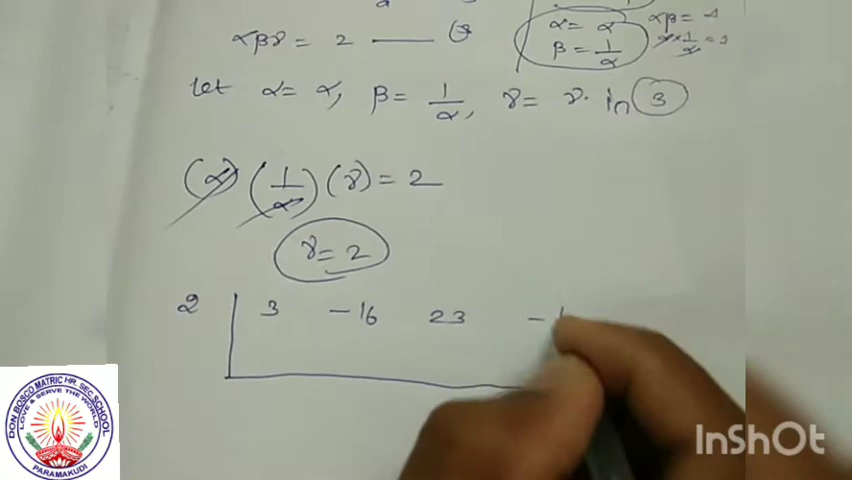 αβγ = 2 —— ③
α = α αβ = 1
β = 1/α α × 1/α = 1
let α = α, β = 1/α, γ = γ. in ③
(α) (1/α) (γ) = 2
γ = 2
2 | 3 -16 23 -
DON BOSCO MATRIC HR. SEC. SCHOOL
LOVE & SERVE THE WORLD
PARAMAKUDI
InShOt